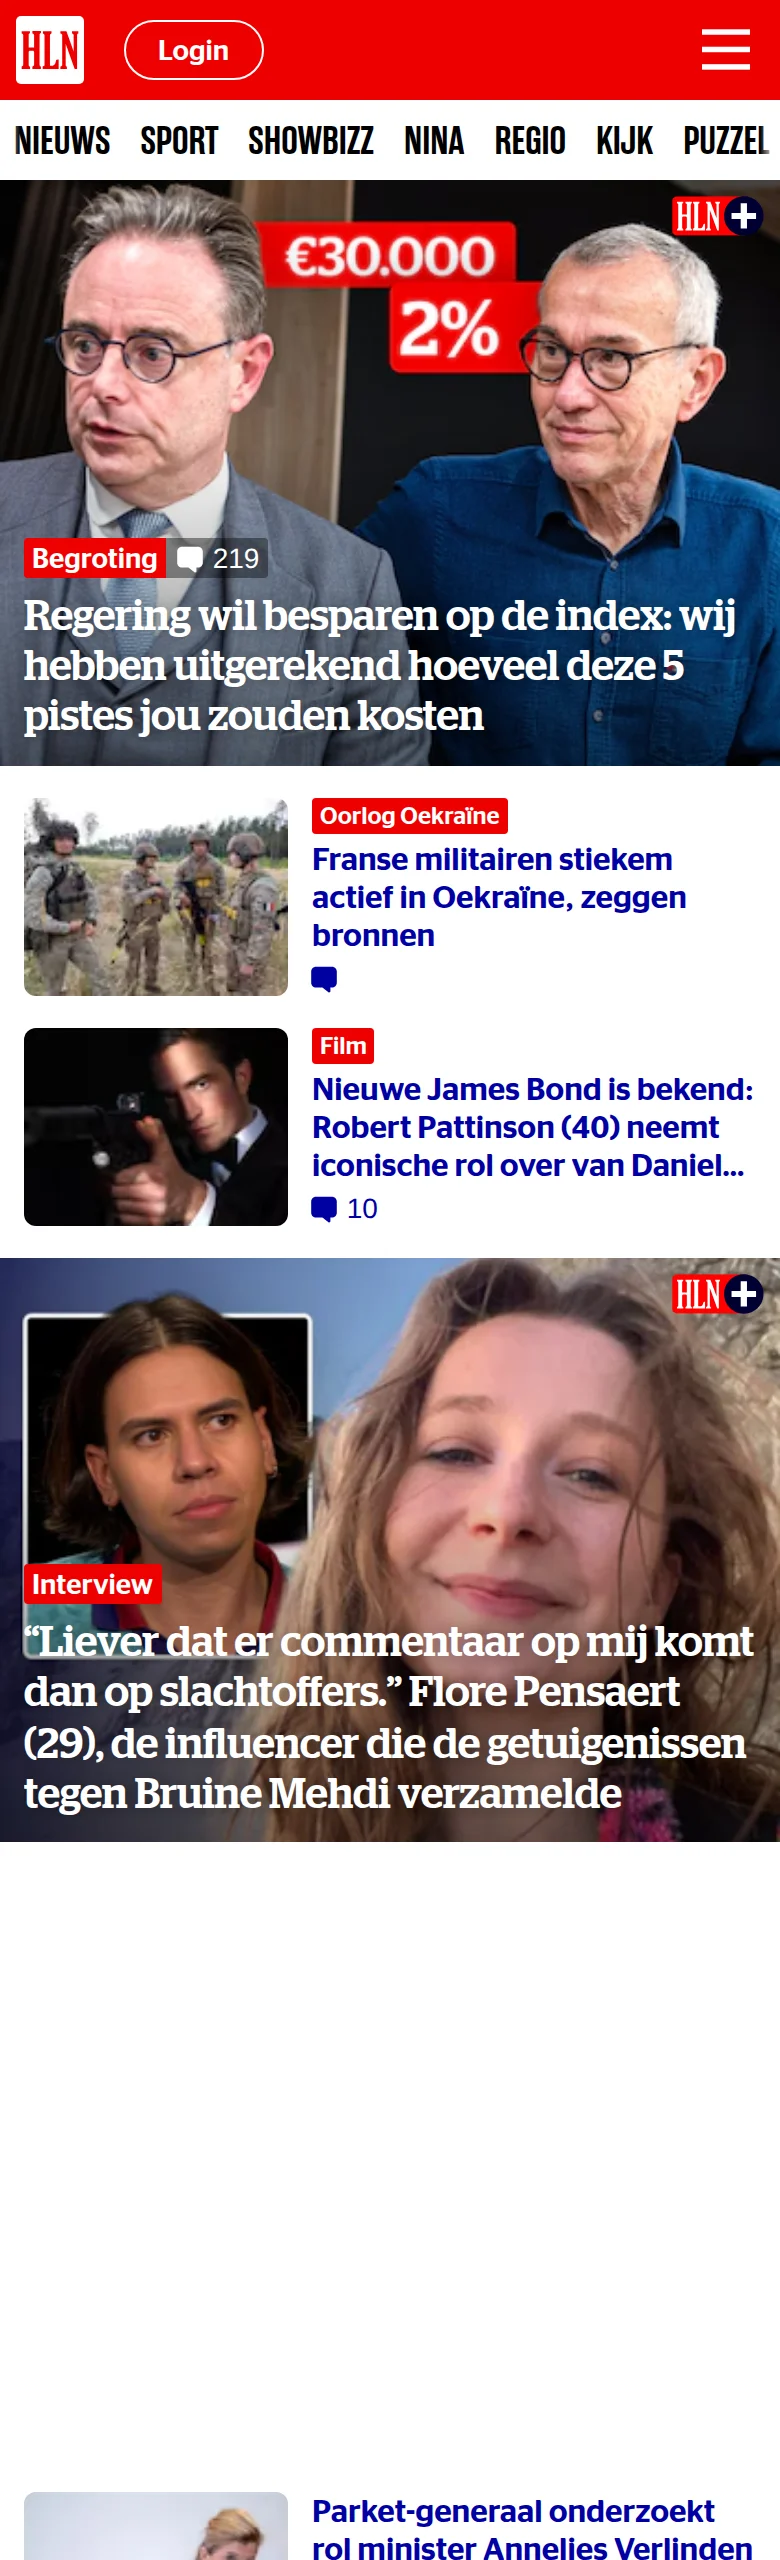 HLN
Login
NIEUWS SPORT SHOWBIZZ NINA REGIO KIJK PUZZEL
HLN+
€30.000
2%
Begroting 219
Regering wil besparen op de index: wij
hebben uitgerekend hoeveel deze 5
pistes jou zouden kosten
Oorlog Oekraïne
Franse militairen stiekem
actief in Oekraïne, zeggen
bronnen
Film
Nieuwe James Bond is bekend:
Robert Pattinson (40) neemt
iconische rol over van Daniel...
10
HLN+
Interview
“Liever dat er commentaar op mij komt
dan op slachtoffers.” Flore Pensaert
(29), de influencer die de getuigenissen
tegen Bruine Mehdi verzamelde
Parket-generaal onderzoekt
rol minister Annelies Verlinden